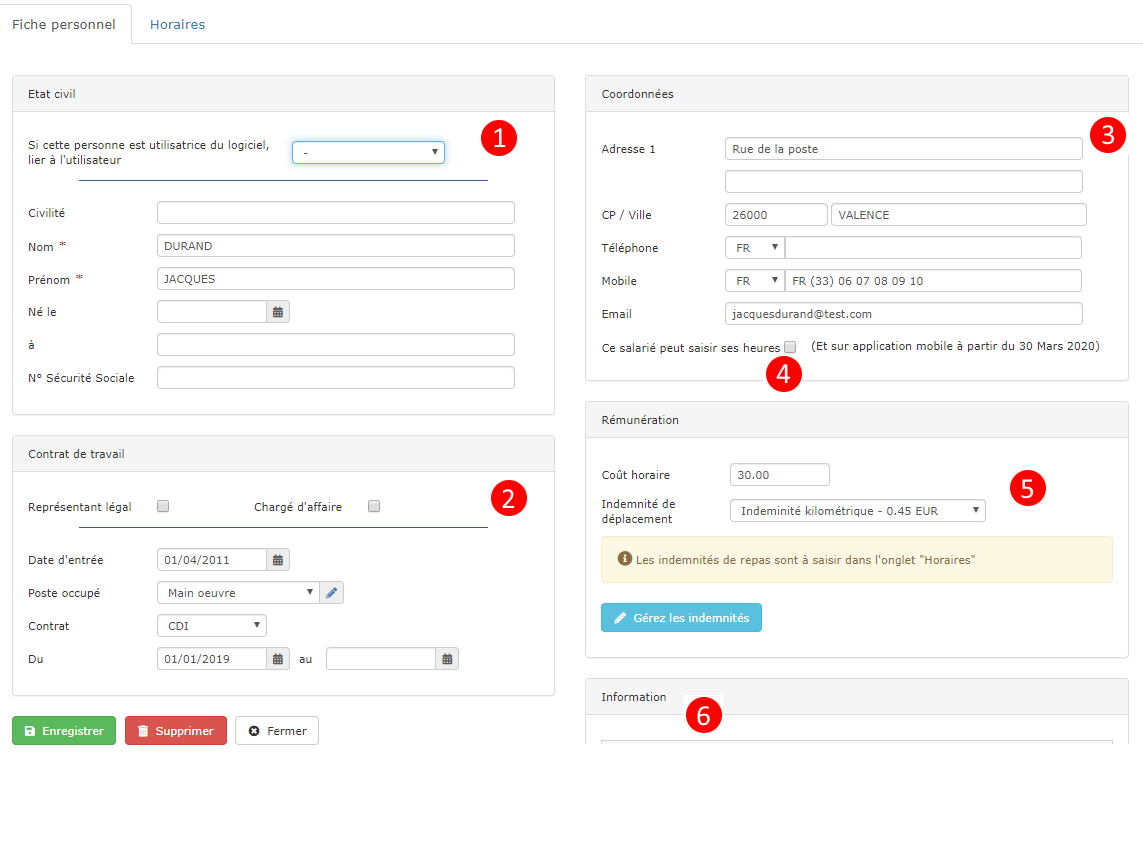 Fiche personnel
Horaires
Etat civil
1
Si cette personne est utilisatrice du logiciel,
lier à l'utilisateur
-
Civilité
Nom * DURAND
Prénom * JACQUES
Né le
à
N° Sécurité Sociale
Contrat de travail
2
Représentant légal
Chargé d'affaire
Date d'entrée 01/04/2011
Poste occupé Main oeuvre
Contrat CDI
Du 01/01/2019 au
Enregistrer
Supprimer
Fermer
Coordonnées
3
Adresse 1 Rue de la poste
CP / Ville 26000 VALENCE
Téléphone FR
Mobile FR FR (33) 06 07 08 09 10
Email jacquesdurand@test.com
Ce salarié peut saisir ses heures (Et sur application mobile à partir du 30 Mars 2020)
4
Rémunération
Coût horaire 30.00
5
Indemnité de
déplacement
Indeminité kilométrique - 0.45 EUR
Les indemnités de repas sont à saisir dans l'onglet "Horaires"
Gérez les indemnités
Information
6